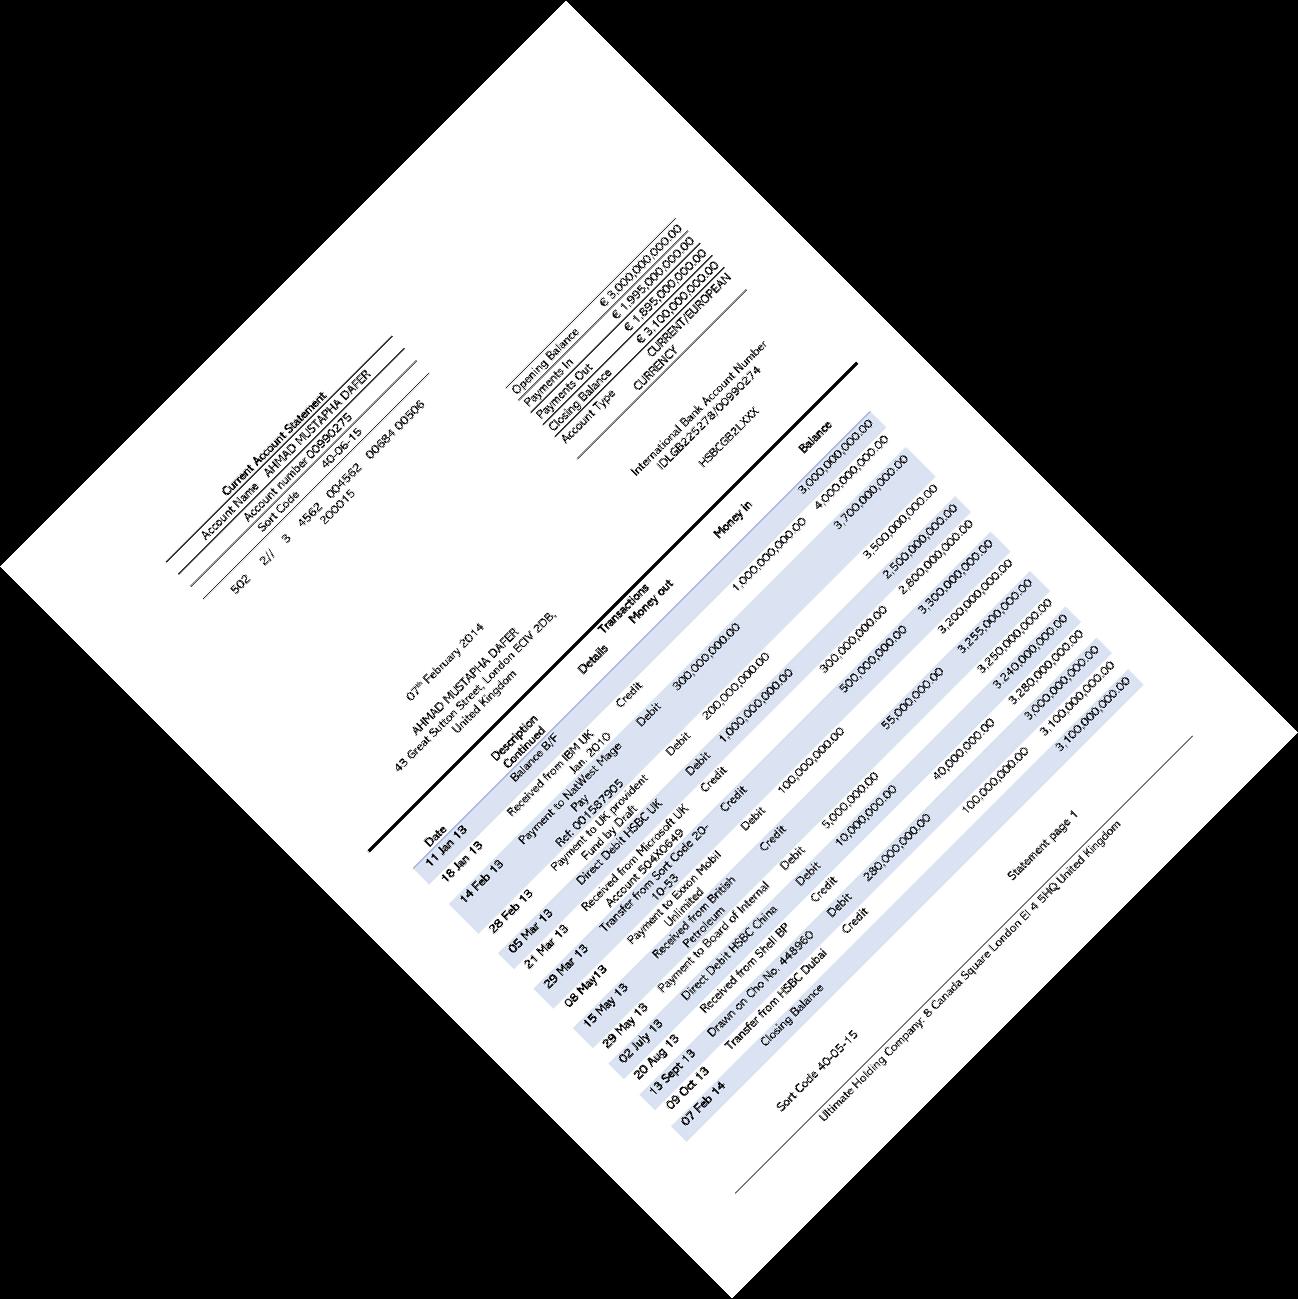 Current Account Statement
Account Name AHMAD MUSTAPHA DAFER
Account number 00990275
Sort Code 40-06-15
502 2// 3 4562 004562 00684 00506
200015
Opening Balance € 3,000,000,000.00
Payments In € 1,995,000,000.00
Payments Out € 1,895,000,000.00
Closing Balance € 3,100,000,000.00
Account Type CURRENT/EUROPEAN
CURRENCY
07th February 2014
AHMAD MUSTAPHA DAFER
43 Great Sutton Street, London ECIV 2DB,
United Kingdom
International Bank Account Number
IDLGB225278/00990274
HSBCGB2LXXX
Transactions
Date Description Details Money out Money in Balance
Continued
11 Jan 13 Balance B/F 3,000,000,000.00
18 Jan 13 Received from IBM UK Credit 1,000,000,000.00 4,000,000,000.00
Jan. 2010
14 Feb 13 Payment to NatWest Mage Debit 300,000,000.00 3,700,000,000.00
Pay
Ref: 001587905
28 Feb 13 Payment to UK provident Debit 200,000,000.00 3,500,000,000.00
Fund by Draft
05 Mar 13 Direct Debit HSBC UK Debit 1,000,000,000.00 2,500,000,000.00
21 Mar 13 Received from Microsoft UK Credit 300,000,000.00 2,800,000,000.00
Account 504X0649
29 Mar 13 Transfer from Sort Code 20- Credit 500,000,000.00 3,300,000,000.00
10-53
08 May13 Payment to Exxon Mobil Debit 100,000,000.00 3,200,000,000.00
Unlimited
15 May 13 Received from British Credit 55,000,000.00 3,255,000,000.00
Petroleum
29 May 13 Payment to Board of Internal Debit 5,000,000.00 3,250,000,000.00
02 July 13 Direct Debit HSBC China Debit 10,000,000.00 3,240,000,000.00
20 Aug 13 Received from Shell BP Credit 40,000,000.00 3,280,000,000.00
13 Sept 13 Drawn on Cho No. 448960 Debit 280,000,000.00 3,000,000,000.00
09 Oct 13 Transfer from HSBC Dubai Credit 100,000,000.00 3,100,000,000.00
07 Feb 14 Closing Balance 3,100,000,000.00
Sort Code 40-05-15 Statement page 1
Ultimate Holding Company: 8 Canada Square London EI 4 5HQ United Kingdom